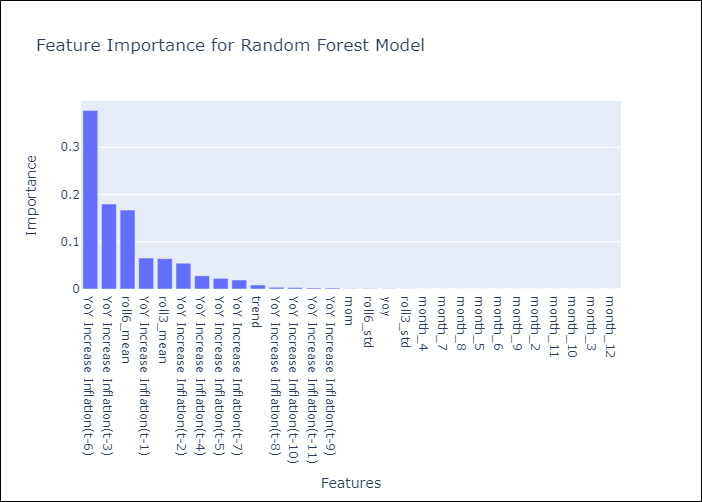 Feature Importance for Random Forest Model
Importance
0.3
0.2
0.1
0
YoY Increase Inflation(t-6)
YoY Increase Inflation(t-3)
roll6_mean
YoY Increase Inflation(t-1)
roll3_mean
YoY Increase Inflation(t-2)
YoY Increase Inflation(t-4)
YoY Increase Inflation(t-5)
YoY Increase Inflation(t-7)
trend
YoY Increase Inflation(t-8)
YoY Increase Inflation(t-10)
YoY Increase Inflation(t-11)
YoY Increase Inflation(t-9)
mom
roll6_std
yoy
roll3_std
month_4
month_7
month_8
month_5
month_6
month_9
month_2
month_11
month_10
month_3
month_12
Features